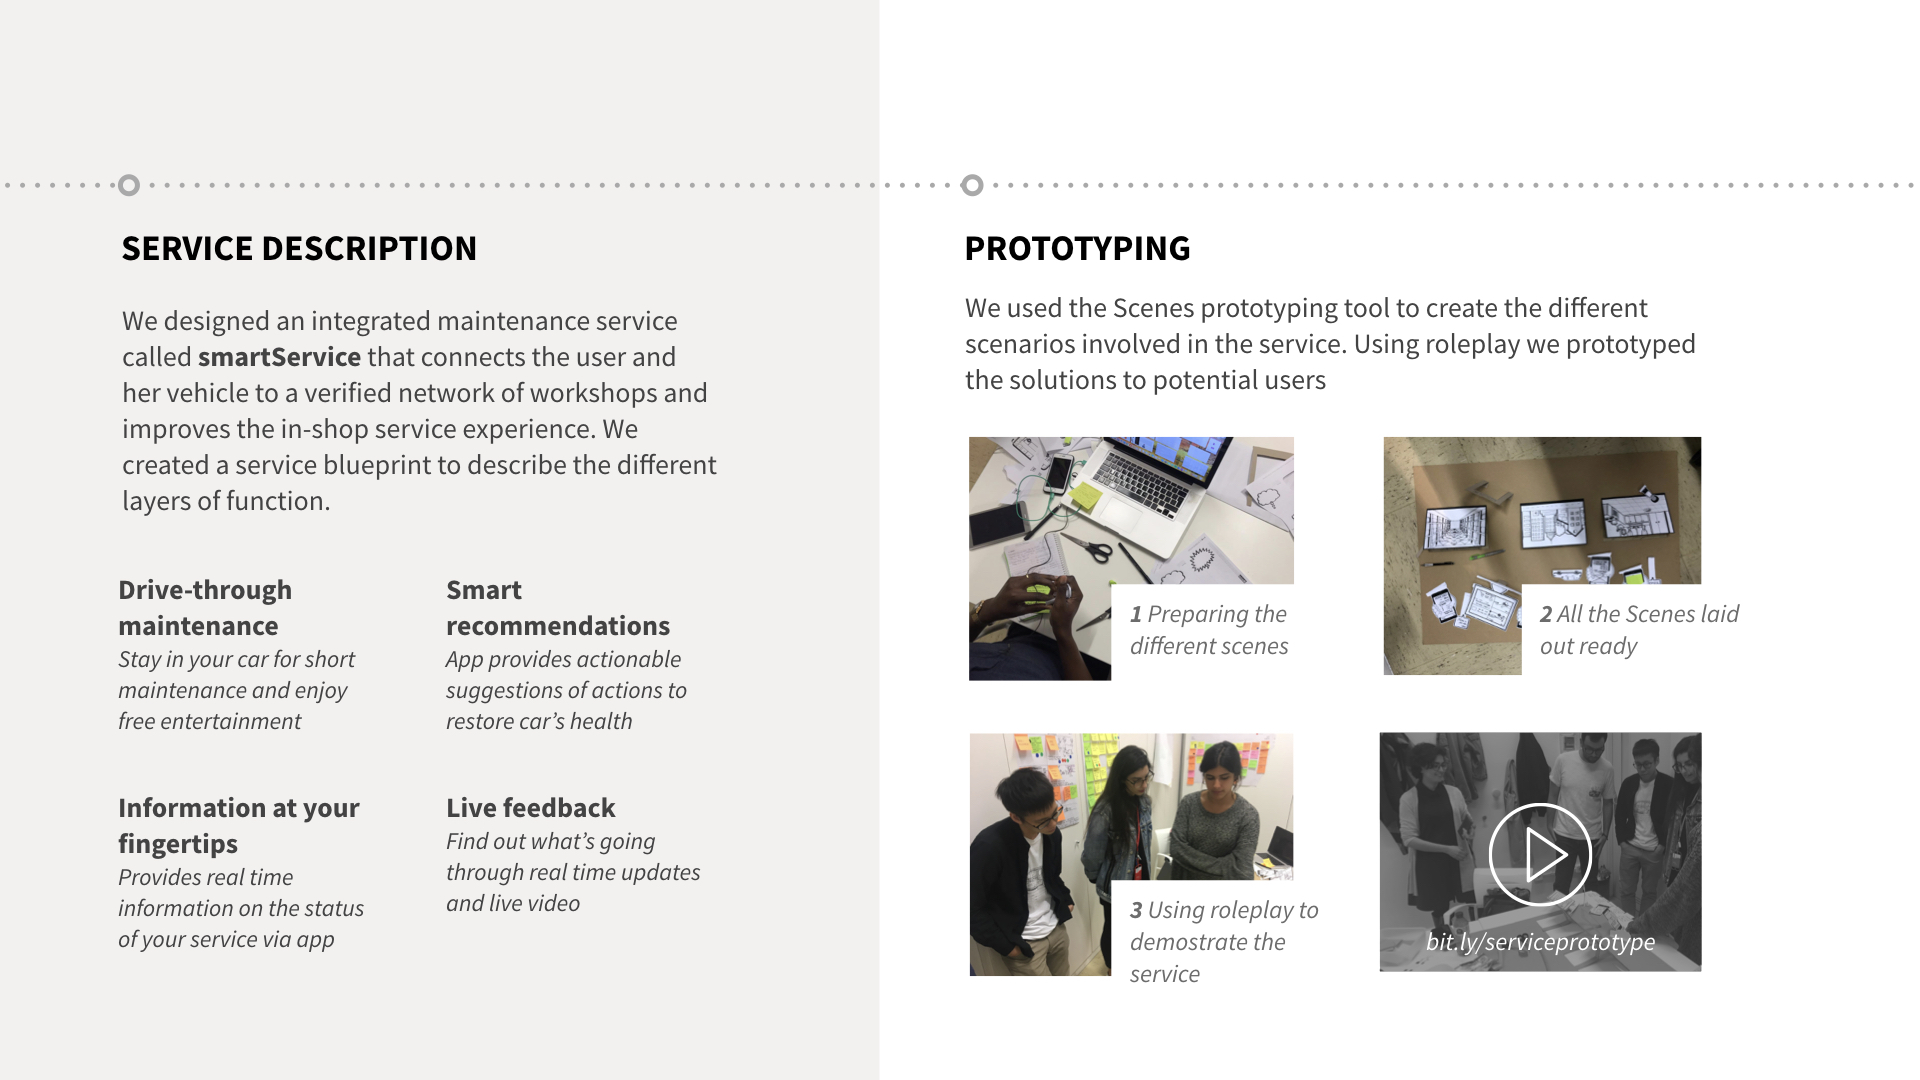 SERVICE DESCRIPTION
We designed an integrated maintenance service
called smartService that connects the user and
her vehicle to a verified network of workshops and
improves the in-shop service experience. We
created a service blueprint to describe the different
layers of function.
Drive-through
maintenance
Stay in your car for short
maintenance and enjoy
free entertainment
Smart
recommendations
App provides actionable
suggestions of actions to
restore car’s health
Information at your
fingertips
Provides real time
information on the status
of your service via app
Live feedback
Find out what’s going
through real time updates
and live video
PROTOTYPING
We used the Scenes prototyping tool to create the different
scenarios involved in the service. Using roleplay we prototyped
the solutions to potential users
1 Preparing the
different scenes
2 All the Scenes laid
out ready
3 Using roleplay to
demostrate the
service
bit.ly/serviceprototype